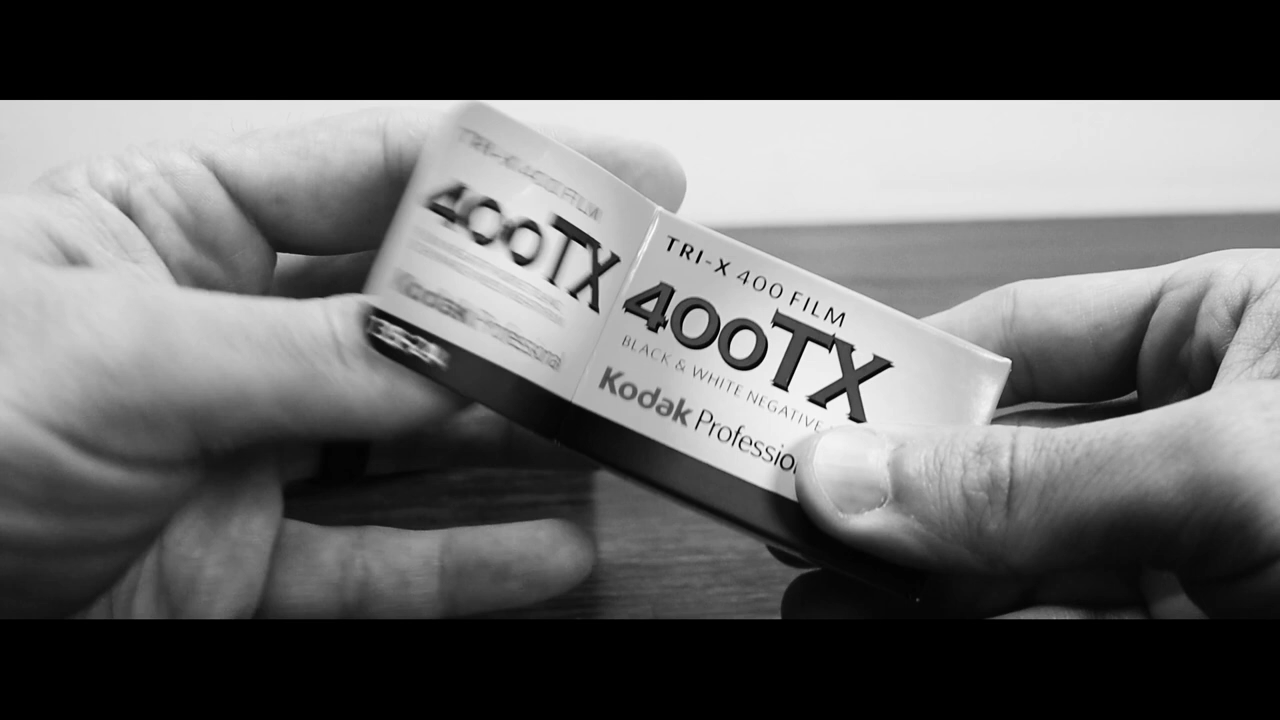 TRI-X 400 FILM
400TX
Kodak Professional
TRI-X 400 FILM
400TX
BLACK & WHITE NEGATIVE
Kodak Professio